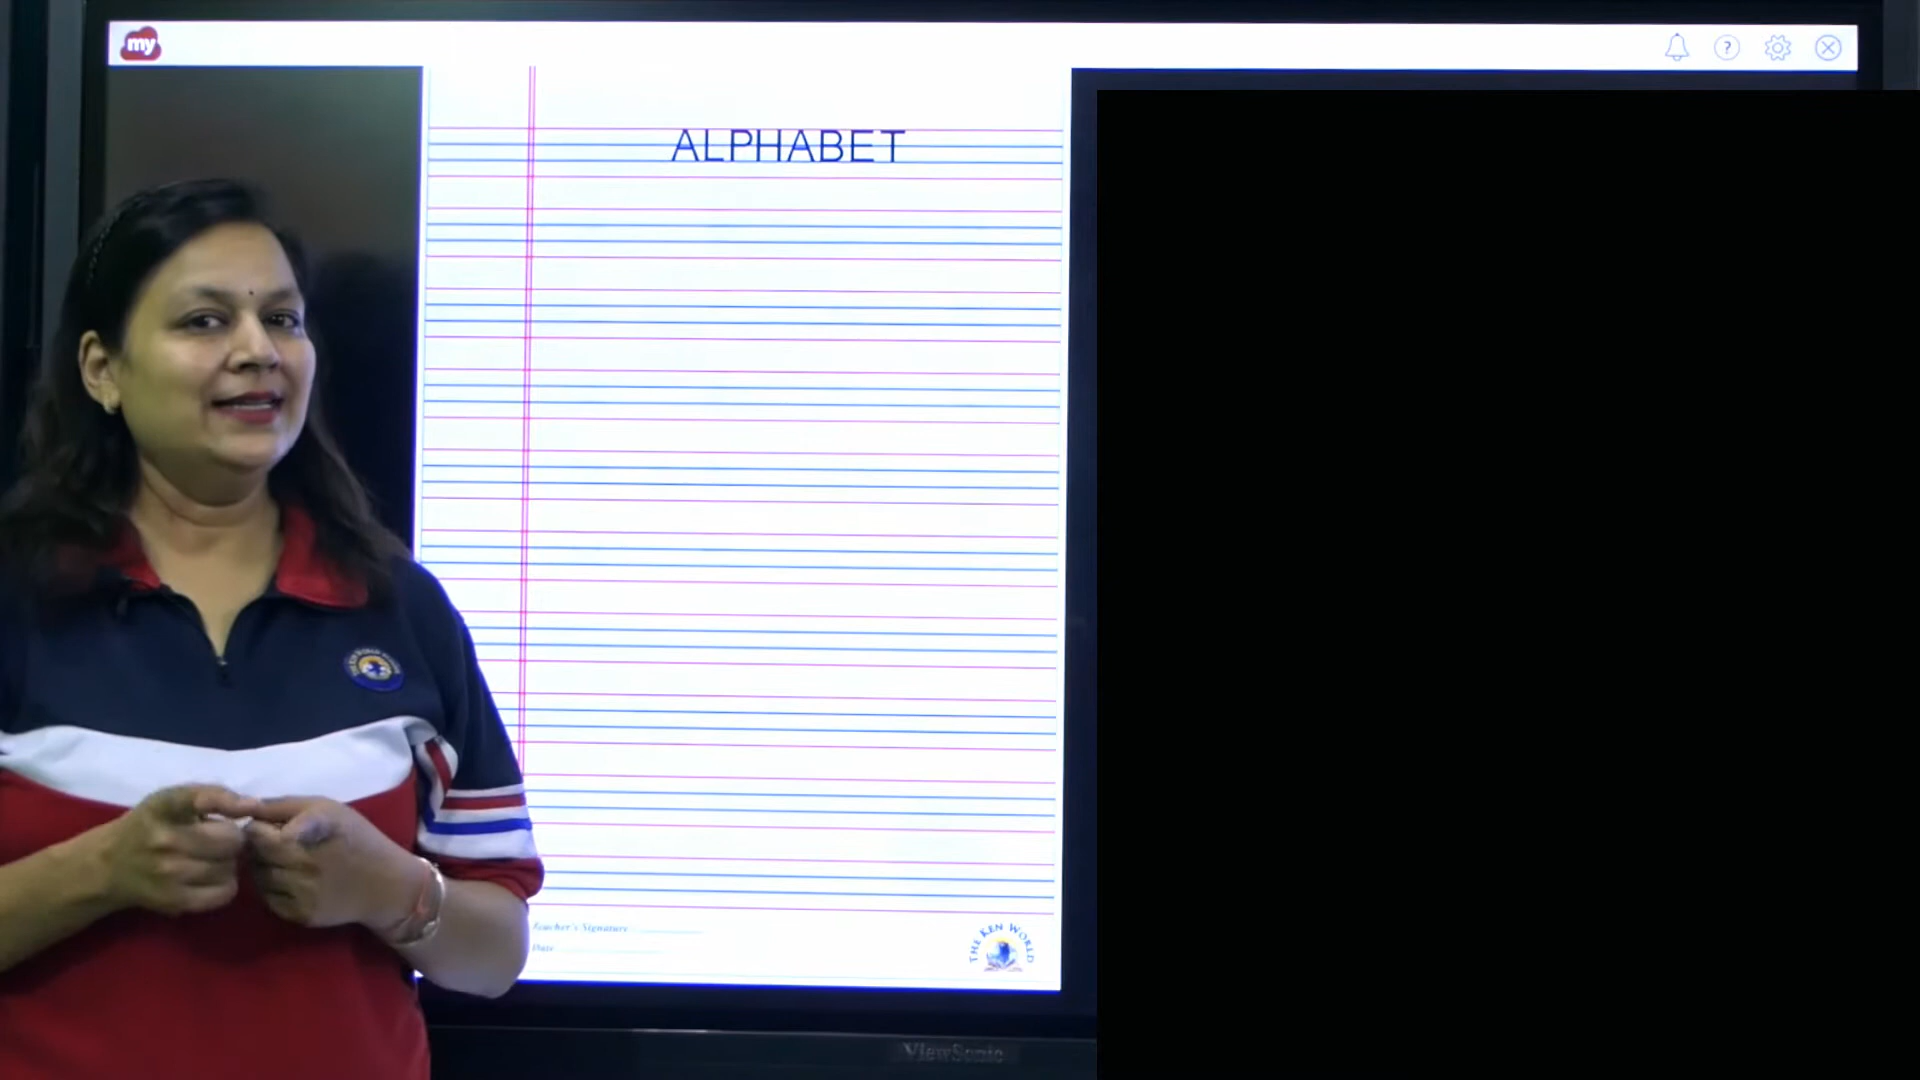 my
?
ALPHABET
Teacher's Signature
Date
THE KEN WORLD
ViewSonic